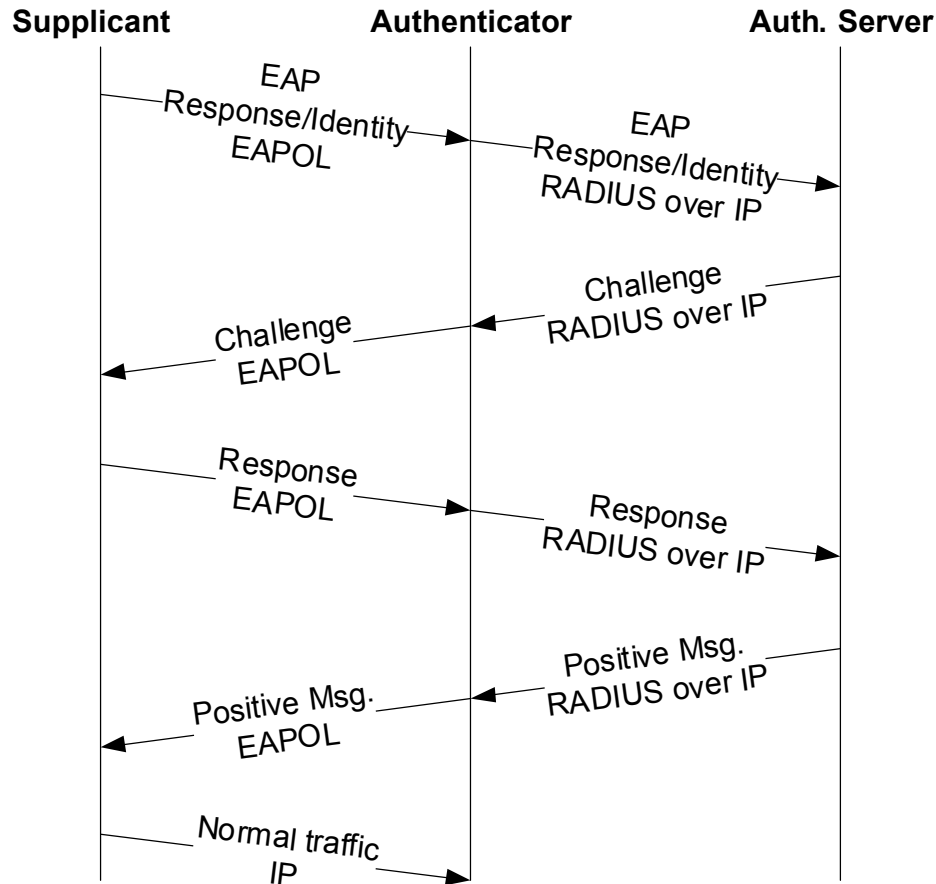 Supplicant
Authenticator
Auth. Server
EAP
Response/Identity
EAPOL
EAP
Response/Identity
RADIUS over IP
Challenge
RADIUS over IP
Challenge
EAPOL
Response
EAPOL
Response
RADIUS over IP
Positive Msg.
RADIUS over IP
Positive Msg.
EAPOL
Normal traffic
IP